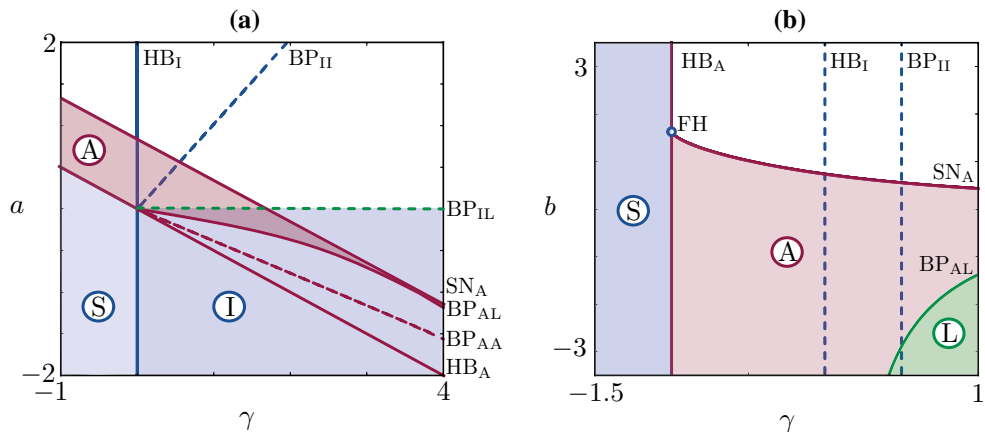 (a)
2
HB_I
BP_II
A
a
BP_IL
S
I
SN_A
BP_AL
BP_AA
HB_A
−2
−1
γ
4
(b)
3
HB_A
HB_I
BP_II
FH
SN_A
S
b
A
BP_AL
L
−3
−1.5
γ
1